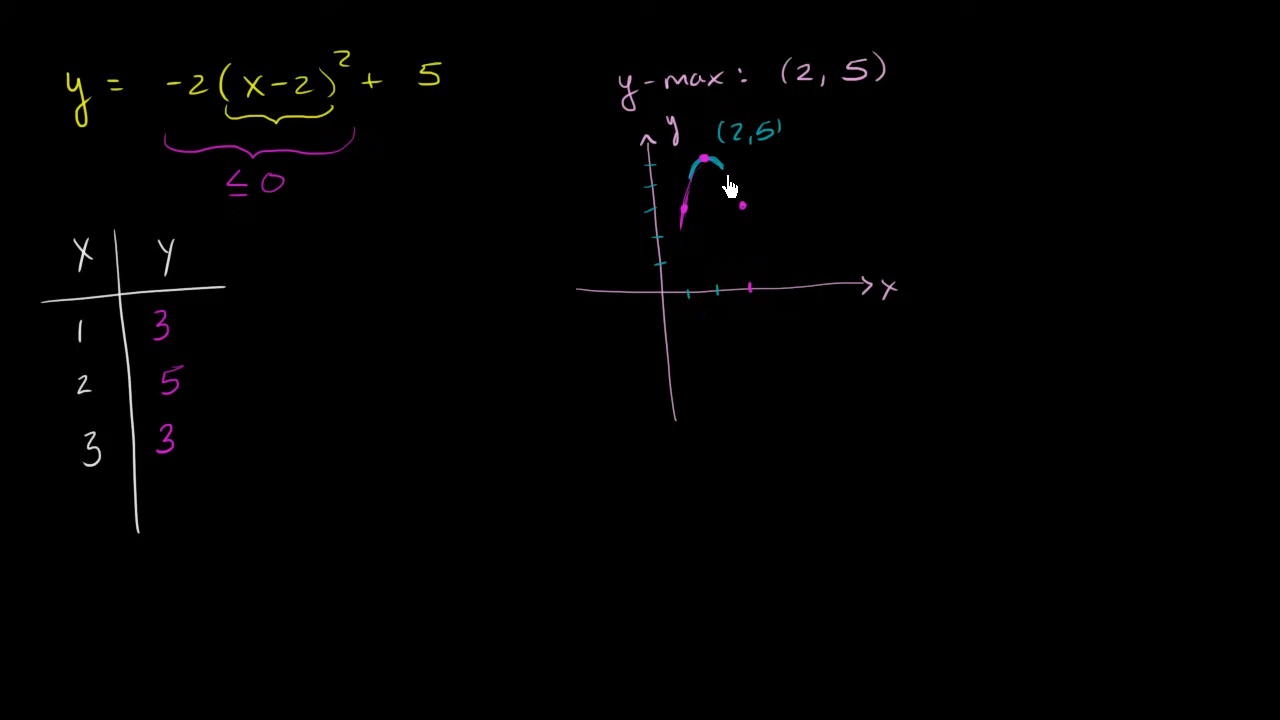 y = -2(x-2)² + 5
≤ 0
X Y
1 3
2 5
3 3
y-max: (2, 5)
y
(2,5)
x